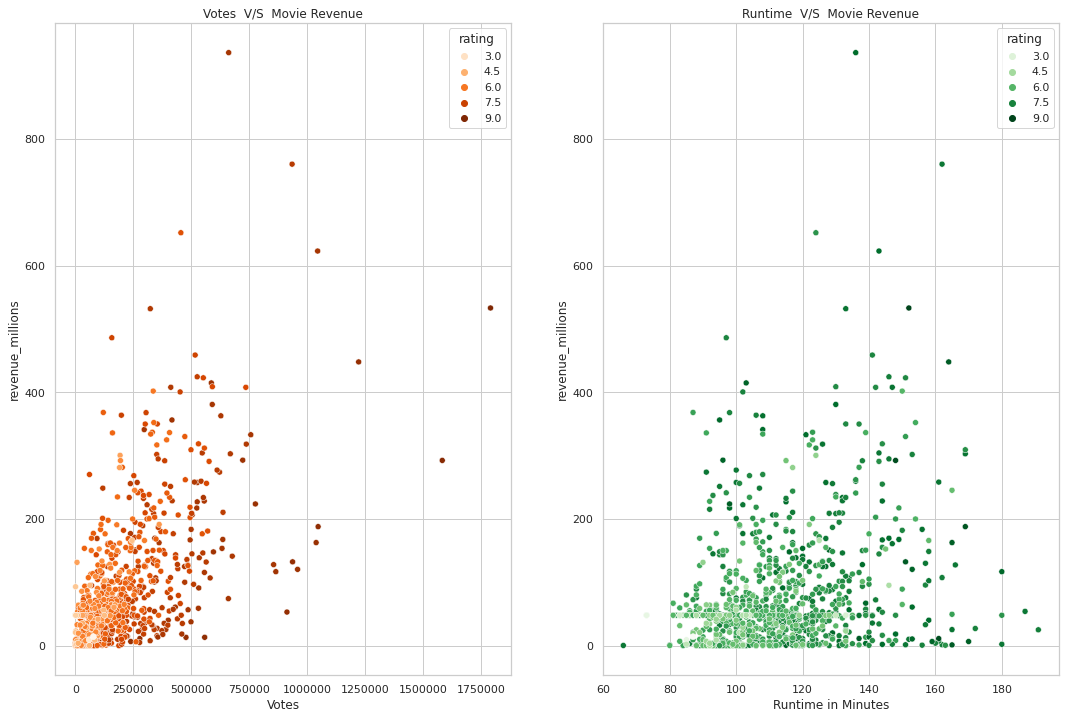 Votes  V/S  Movie Revenue
rating
3.0
4.5
6.0
7.5
9.0
revenue_millions
800
600
400
200
0
0 250000 500000 750000 1000000 1250000 1500000 1750000
Votes
Runtime  V/S  Movie Revenue
rating
3.0
4.5
6.0
7.5
9.0
revenue_millions
800
600
400
200
0
60 80 100 120 140 160 180
Runtime in Minutes